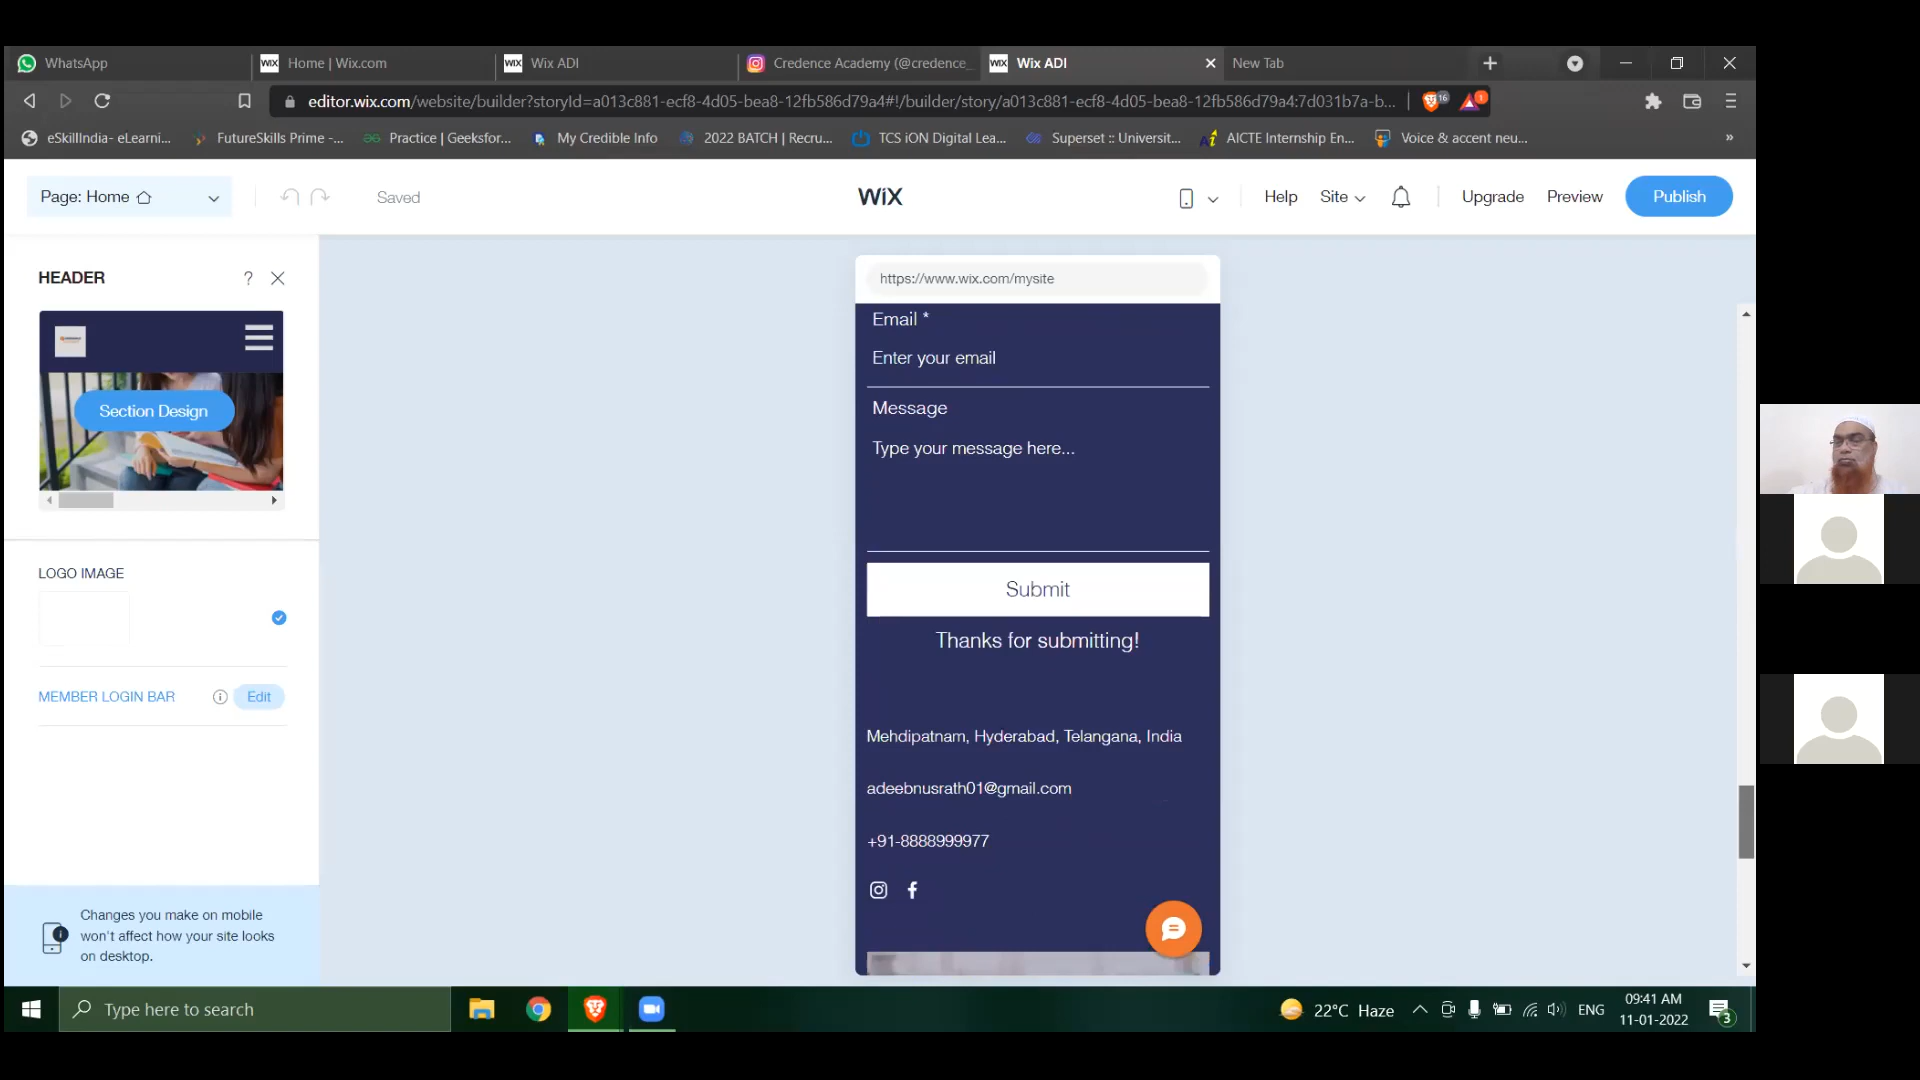 WhatsApp
WiX Home | Wix.com
WiX Wix ADI
Credence Academy (@credence_
WiX Wix ADI
New Tab
editor.wix.com/website/builder?storyId=a013c881-ecf8-4d05-bea8-12fb586d79a4#!/builder/story/a013c881-ecf8-4d05-bea8-12fb586d79a4:7d031b7a-b...
16
1
eSkillIndia- eLearni...
FutureSkills Prime -...
Practice | Geeksfor...
My Credible Info
2022 BATCH | Recru...
TCS iON Digital Lea...
Superset :: Universit...
AICTE Internship En...
Voice & accent neu...
»
Page: Home
Saved
WiX
Help
Site
Upgrade
Preview
Publish
HEADER
?
Section Design
LOGO IMAGE
MEMBER LOGIN BAR
Edit
Changes you make on mobile
won't affect how your site looks
on desktop.
https://www.wix.com/mysite
Email *
Enter your email
Message
Type your message here...
Submit
Thanks for submitting!
Mehdipatnam, Hyderabad, Telangana, India
adeebnusrath01@gmail.com
+91-8888999977
Type here to search
22°C Haze
ENG
09:41 AM
11-01-2022
3